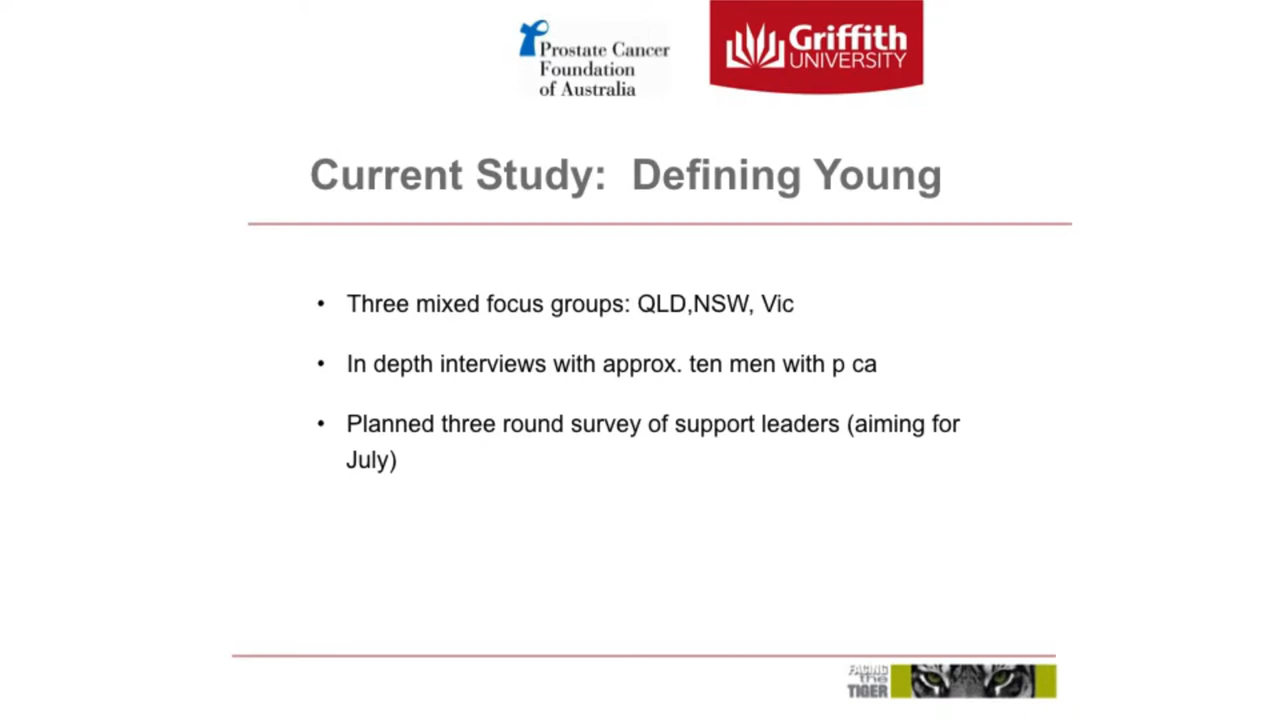 Prostate Cancer
Foundation
of Australia
Griffith
UNIVERSITY
Current Study: Defining Young
• Three mixed focus groups: QLD,NSW, Vic
• In depth interviews with approx. ten men with p ca
• Planned three round survey of support leaders (aiming for
July)
FACING
the
TIGER